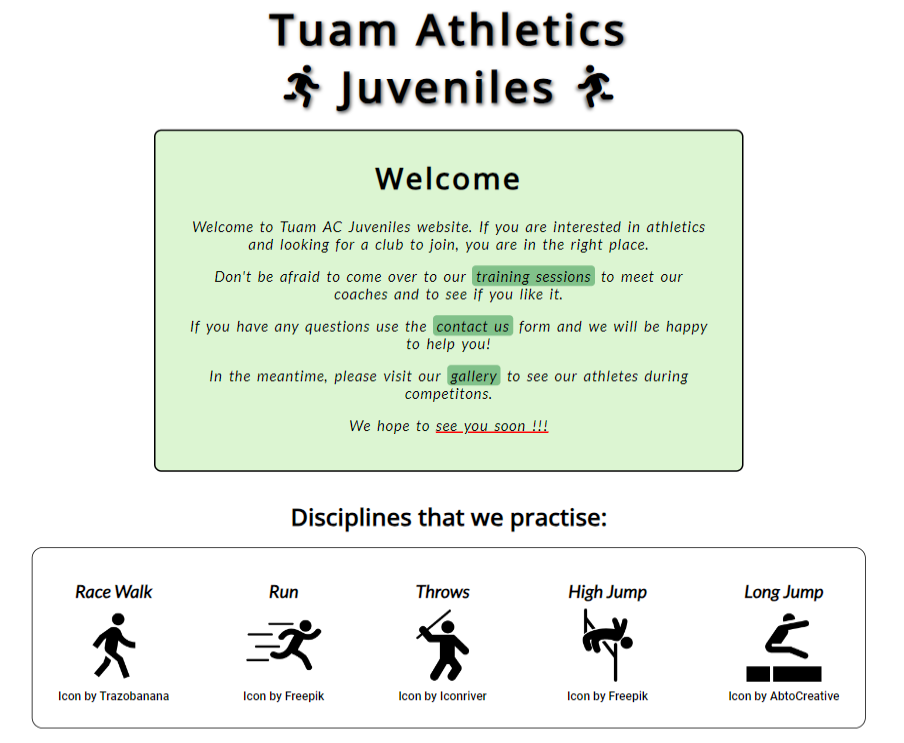 Tuam Athletics
Juveniles
Welcome
Welcome to Tuam AC Juveniles website. If you are interested in athletics
and looking for a club to join, you are in the right place.
Don't be afraid to come over to our training sessions to meet our
coaches and to see if you like it.
If you have any questions use the contact us form and we will be happy
to help you!
In the meantime, please visit our gallery to see our athletes during
competitons.
We hope to see you soon !!!
Disciplines that we practise:
Race Walk Run Throws High Jump Long Jump
Icon by Trazobanana Icon by Freepik Icon by Iconriver Icon by Freepik Icon by AbtoCreative